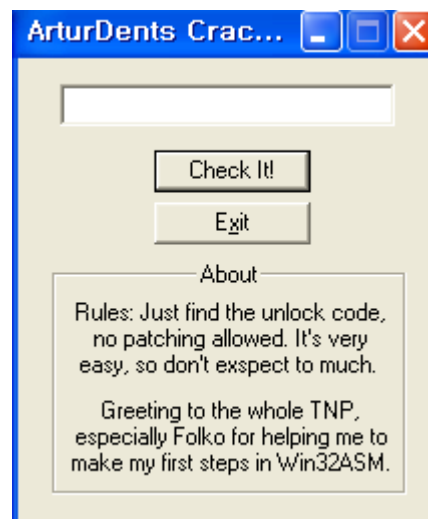 ArturDents Crac...
Check It!
Exit
About
Rules: Just find the unlock code,
no patching allowed. It's very
easy, so don't exspect to much.
Greeting to the whole TNP,
especially Folko for helping me to
make my first steps in Win32ASM.